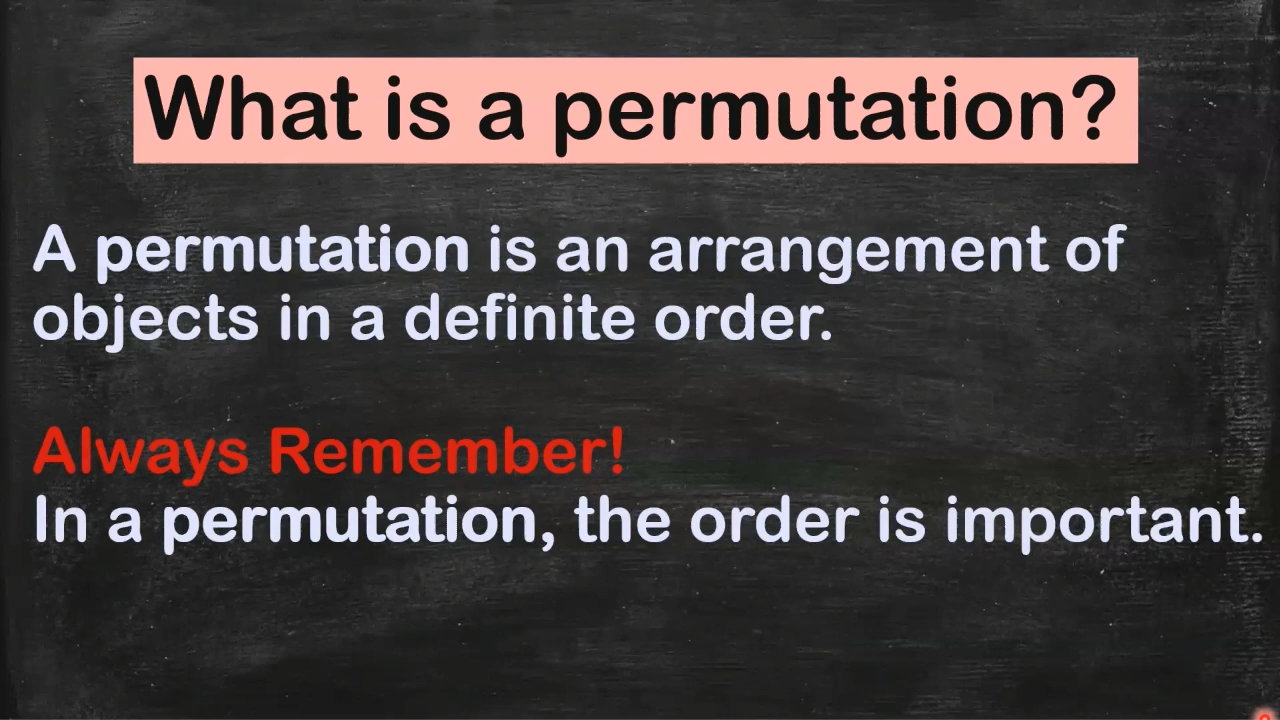 What is a permutation?
A permutation is an arrangement of
objects in a definite order.
Always Remember!
In a permutation, the order is important.